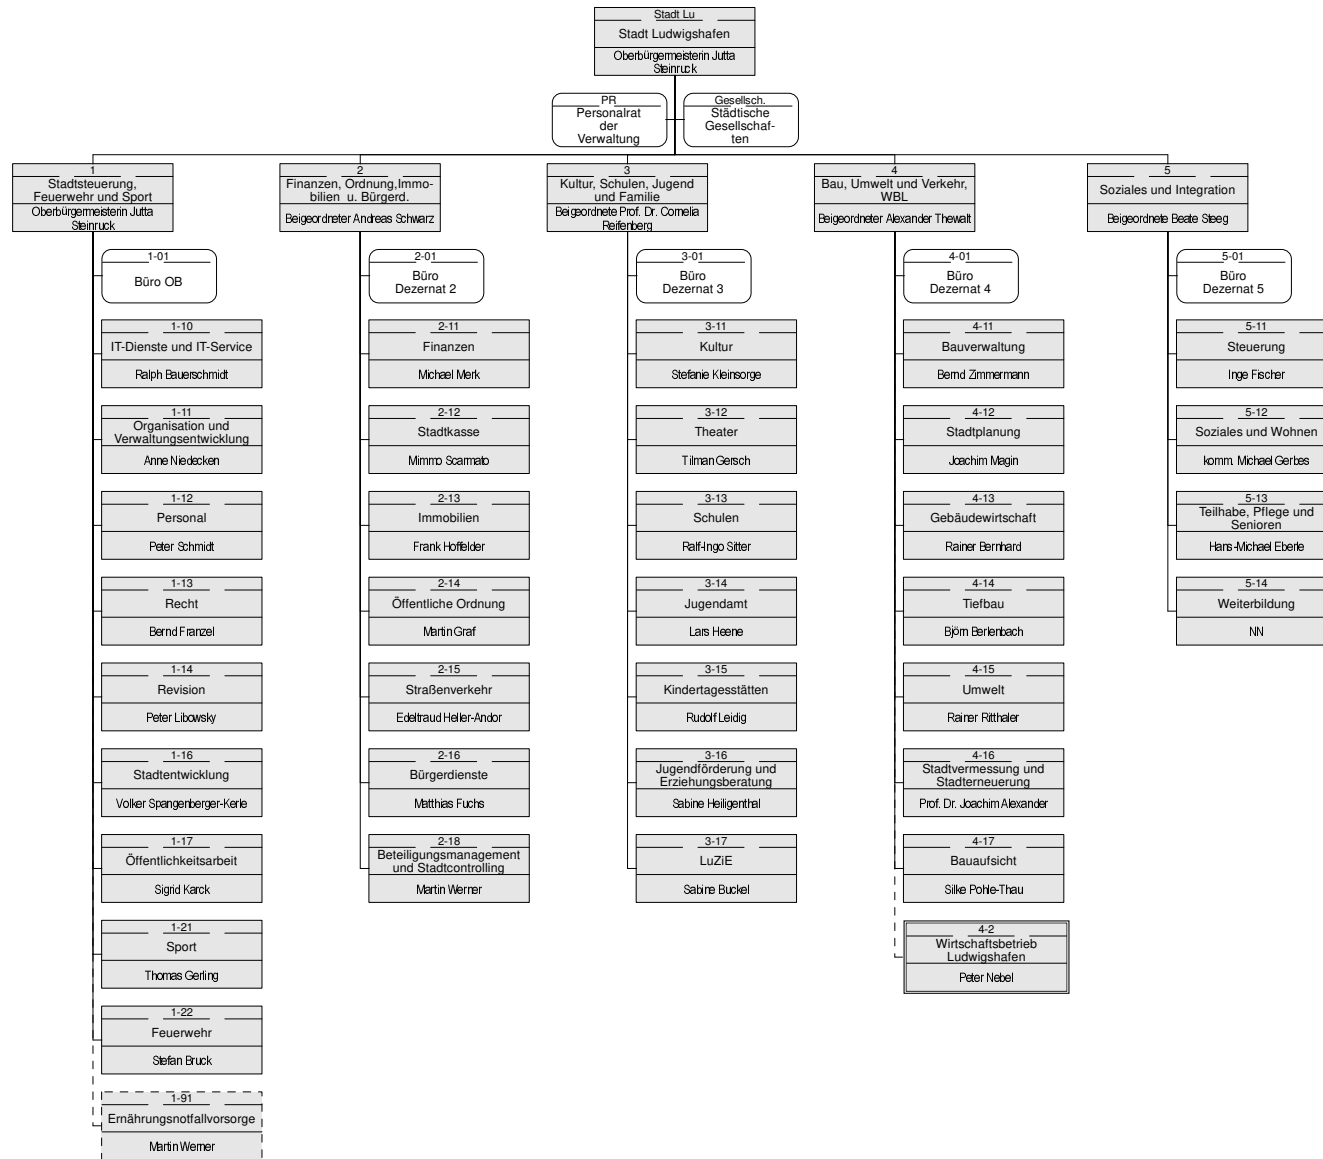 Stadt Lu
Stadt Ludwigshafen
Oberbürgermeisterin Jutta
Steinruck
PR
Personalrat
der
Verwaltung
Gesellsch.
Städtische
Gesellschaf-
ten
1
Stadtsteuerung,
Feuerwehr und Sport
Oberbürgermeisterin Jutta
Steinruck
1-01
Büro OB
1-10
IT-Dienste und IT-Service
Ralph Bauerschmidt
1-11
Organisation und
Verwaltungsentwicklung
Anne Niedecken
1-12
Personal
Peter Schmidt
1-13
Recht
Bernd Franzel
1-14
Revision
Peter Libowsky
1-16
Stadtentwicklung
Volker Spangenberger-Kerle
1-17
Öffentlichkeitsarbeit
Sigrid Karck
1-21
Sport
Thomas Gerling
1-22
Feuerwehr
Stefan Bruck
1-91
Ernährungsnotfallvorsorge
Martin Werner
2
Finanzen, Ordnung,Immo-
bilien u. Bürgerd.
Beigeordneter Andreas Schwarz
2-01
Büro
Dezernat 2
2-11
Finanzen
Michael Merk
2-12
Stadtkasse
Mimmo Scarmato
2-13
Immobilien
Frank Hoffelder
2-14
Öffentliche Ordnung
Martin Graf
2-15
Straßenverkehr
Edeltraud Heller-Andor
2-16
Bürgerdienste
Matthias Fuchs
2-18
Beteiligungsmanagement
und Stadtcontrolling
Martin Werner
3
Kultur, Schulen, Jugend
und Familie
Beigeordnete Prof. Dr. Cornelia
Reifenberg
3-01
Büro
Dezernat 3
3-11
Kultur
Stefanie Kleinsorge
3-12
Theater
Tilman Gersch
3-13
Schulen
Ralf-Ingo Sitter
3-14
Jugendamt
Lars Heene
3-15
Kindertagesstätten
Rudolf Leidig
3-16
Jugendförderung und
Erziehungsberatung
Sabine Heiligenthal
3-17
LuZiE
Sabine Buckel
4
Bau, Umwelt und Verkehr,
WBL
Beigeordneter Alexander Thewalt
4-01
Büro
Dezernat 4
4-11
Bauverwaltung
Bernd Zimmermann
4-12
Stadtplanung
Joachim Magin
4-13
Gebäudewirtschaft
Rainer Bernhard
4-14
Tiefbau
Björn Berlenbach
4-15
Umwelt
Rainer Ritthaler
4-16
Stadtvermessung und
Stadterneuerung
Prof. Dr. Joachim Alexander
4-17
Bauaufsicht
Silke Pohle-Thau
4-2
Wirtschaftsbetrieb
Ludwigshafen
Peter Nebel
5
Soziales und Integration
Beigeordnete Beate Steeg
5-01
Büro
Dezernat 5
5-11
Steuerung
Inge Fischer
5-12
Soziales und Wohnen
komm. Michael Gerbes
5-13
Teilhabe, Pflege und
Senioren
Hans-Michael Eberle
5-14
Weiterbildung
NN